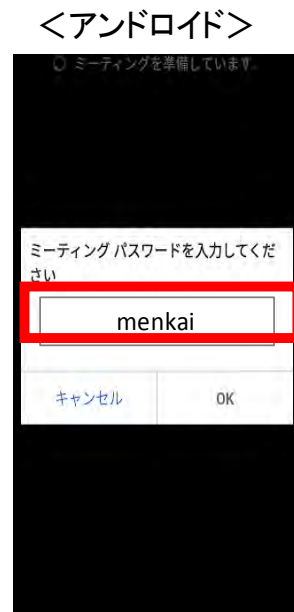 ＜アンドロイド＞
ミーティングを準備しています...
ミーティング パスワードを入力してくだ
さい
menkai
キャンセル OK